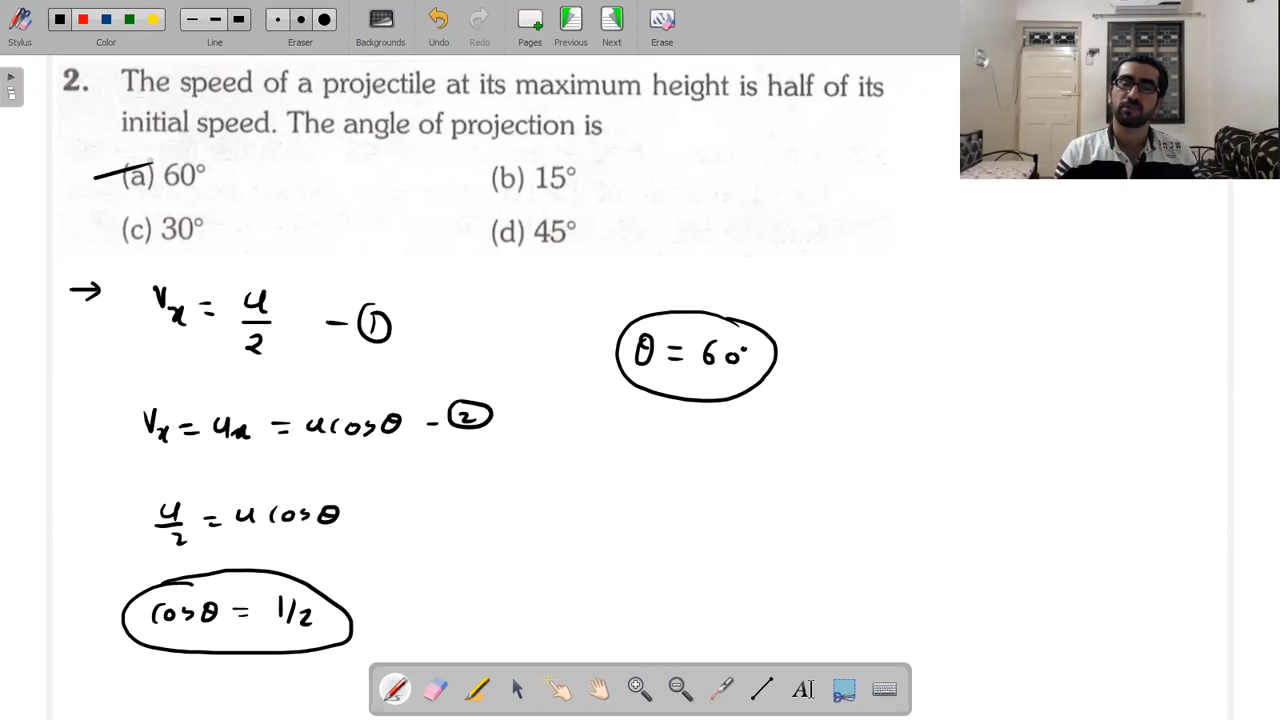 Stylus Color Line Eraser Backgrounds Undo Redo Pages Previous Next Erase
2. The speed of a projectile at its maximum height is half of its
initial speed. The angle of projection is
(a) 60° (b) 15°
(c) 30° (d) 45°
→ Vx = u/2 – ①
θ = 60°
Vx = ux = u cosθ – ②
u/2 = u cosθ
cosθ = 1/2